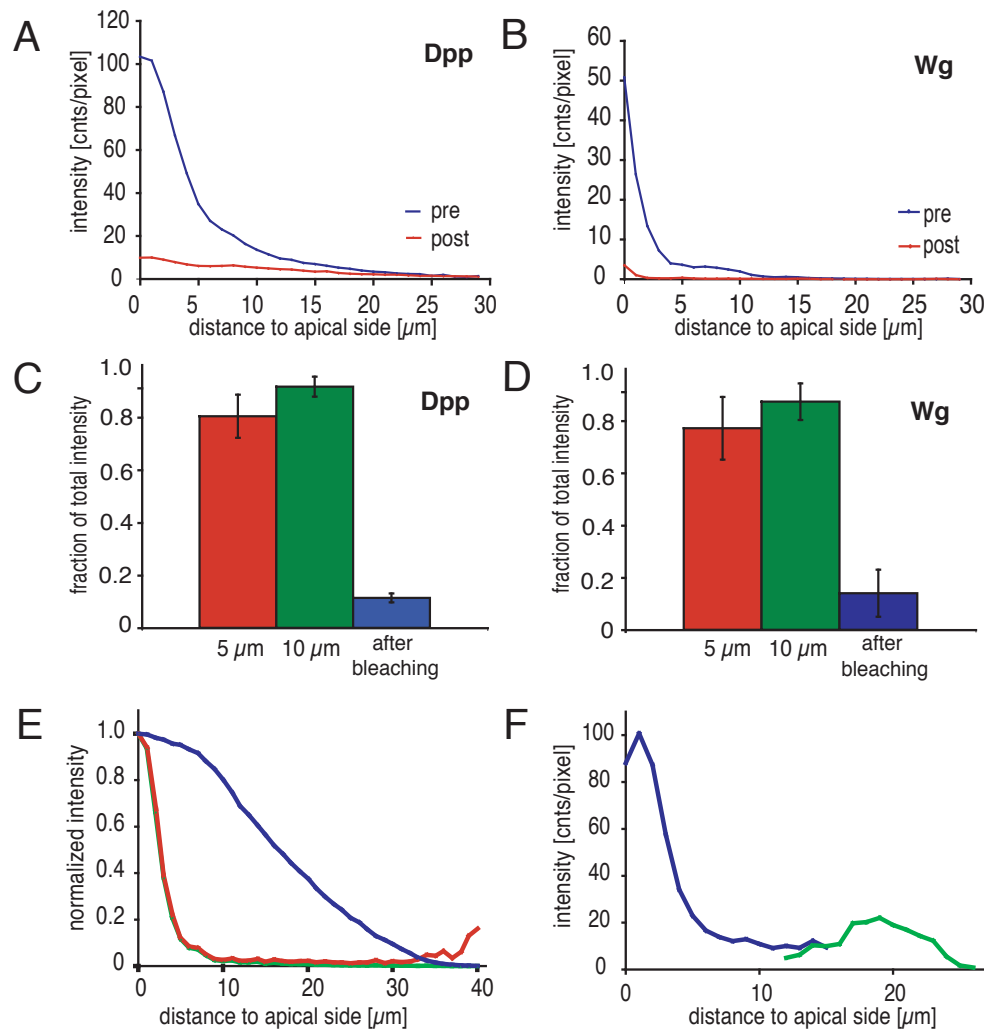 A
Dpp
intensity [cnts/pixel]
120
100
80
60
40
20
0
pre
post
0 5 10 15 20 25 30
distance to apical side [µm]
B
Wg
intensity [cnts/pixel]
60
50
40
30
20
10
0
pre
post
0 5 10 15 20 25 30
distance to apical side [µm]
C
Dpp
fraction of total intensity
1.0
0.8
0.6
0.4
0.2
0
5 µm 10 µm after
bleaching
D
Wg
fraction of total intensity
1.0
0.8
0.6
0.4
0.2
0
5 µm 10 µm after
bleaching
E
normalized intensity
1.0
0.8
0.6
0.4
0.2
0
0 10 20 30 40
distance to apical side [µm]
F
intensity [cnts/pixel]
100
80
60
40
20
0
0 10 20
distance to apical side [µm]